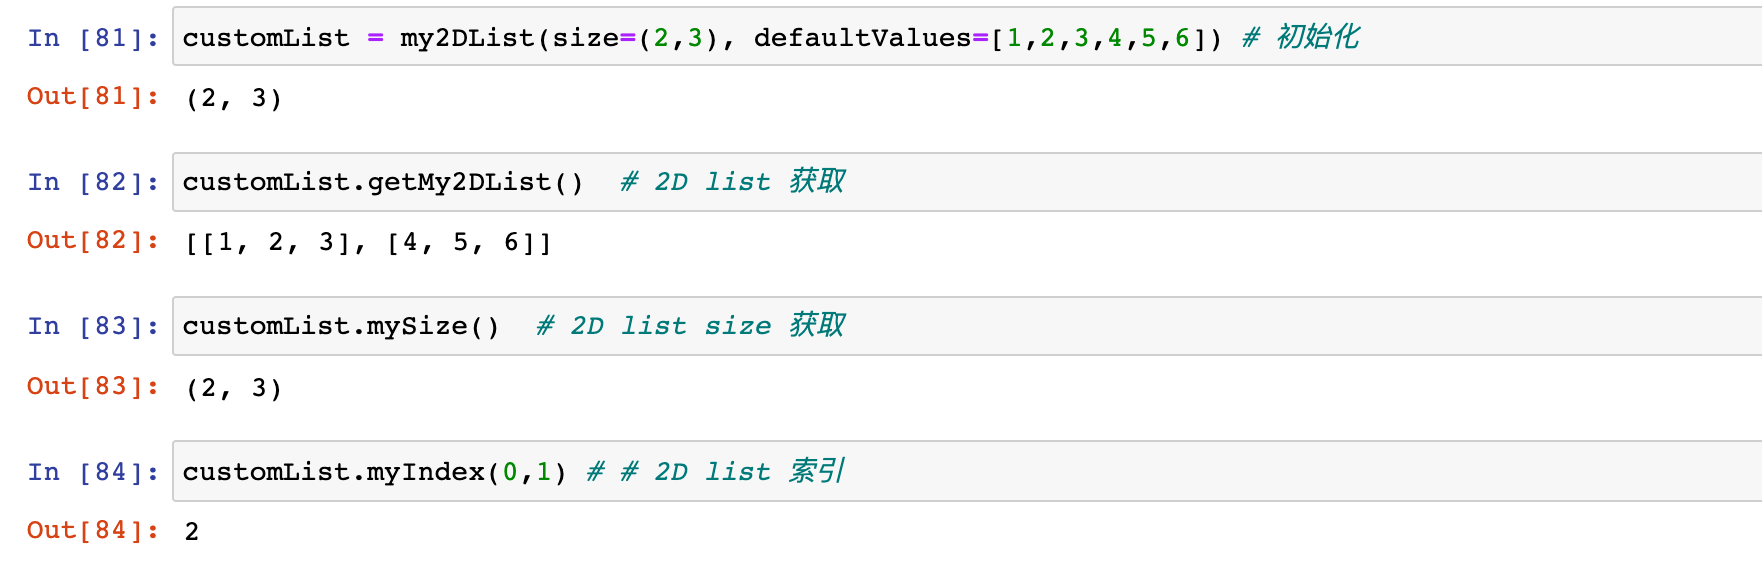 In [81]: customList = my2DList(size=(2,3), defaultValues=[1,2,3,4,5,6]) # 初始化
Out[81]: (2, 3)
In [82]: customList.getMy2DList()  # 2D list 获取
Out[82]: [[1, 2, 3], [4, 5, 6]]
In [83]: customList.mySize()  # 2D list size 获取
Out[83]: (2, 3)
In [84]: customList.myIndex(0,1) # # 2D list 索引
Out[84]: 2